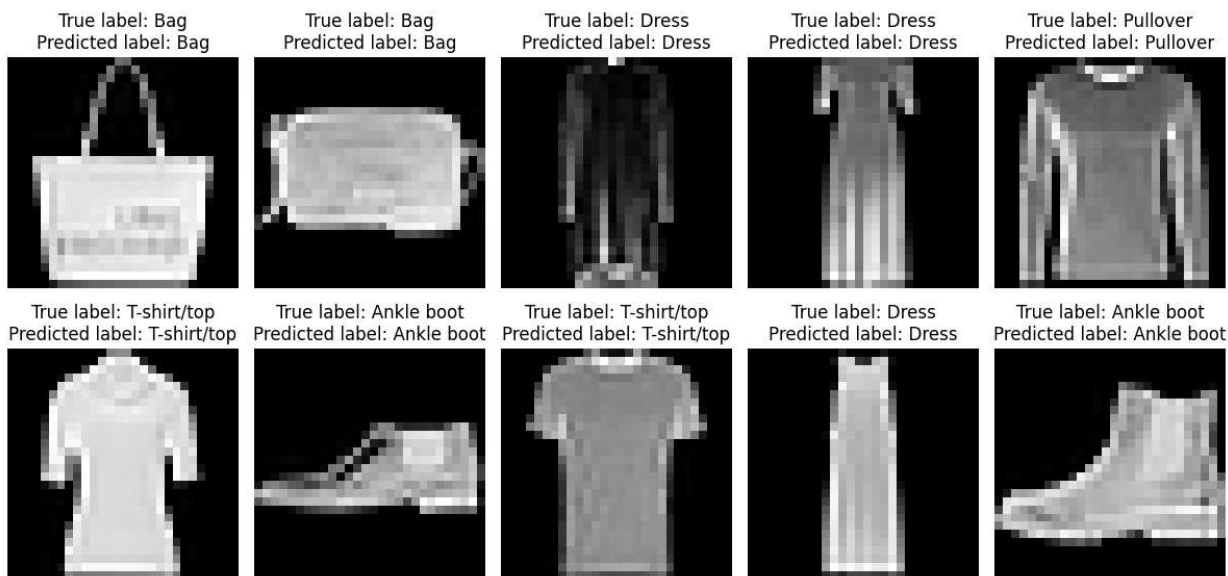 True label: Bag
Predicted label: Bag
True label: Bag
Predicted label: Bag
True label: Dress
Predicted label: Dress
True label: Dress
Predicted label: Dress
True label: Pullover
Predicted label: Pullover
True label: T-shirt/top
Predicted label: T-shirt/top
True label: Ankle boot
Predicted label: Ankle boot
True label: T-shirt/top
Predicted label: T-shirt/top
True label: Dress
Predicted label: Dress
True label: Ankle boot
Predicted label: Ankle boot